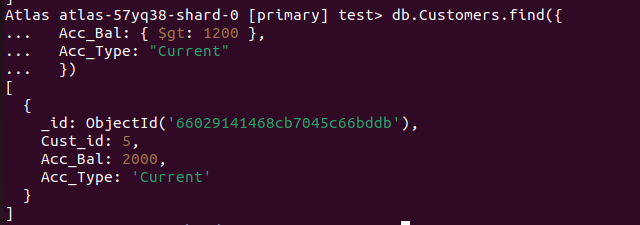 Atlas atlas-57yq38-shard-0 [primary] test> db.Customers.find({
...   Acc_Bal: { $gt: 1200 },
...   Acc_Type: "Current"
...   })
[
  {
    _id: ObjectId('66029141468cb7045c66bddb'),
    Cust_id: 5,
    Acc_Bal: 2000,
    Acc_Type: 'Current'
  }
]